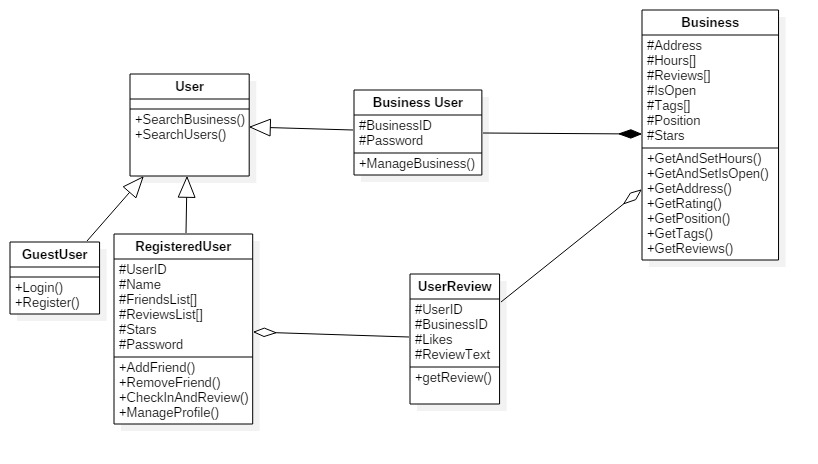 User
+SearchBusiness()
+SearchUsers()
Business User
#BusinessID
#Password
+ManageBusiness()
Business
#Address
#Hours[]
#Reviews[]
#IsOpen
#Tags[]
#Position
#Stars
+GetAndSetHours()
+GetAndSetIsOpen()
+GetAddress()
+GetRating()
+GetPosition()
+GetTags()
+GetReviews()
GuestUser
+Login()
+Register()
RegisteredUser
#UserID
#Name
#FriendsList[]
#ReviewsList[]
#Stars
#Password
+AddFriend()
+RemoveFriend()
+CheckInAndReview()
+ManageProfile()
UserReview
#UserID
#BusinessID
#Likes
#ReviewText
+getReview()